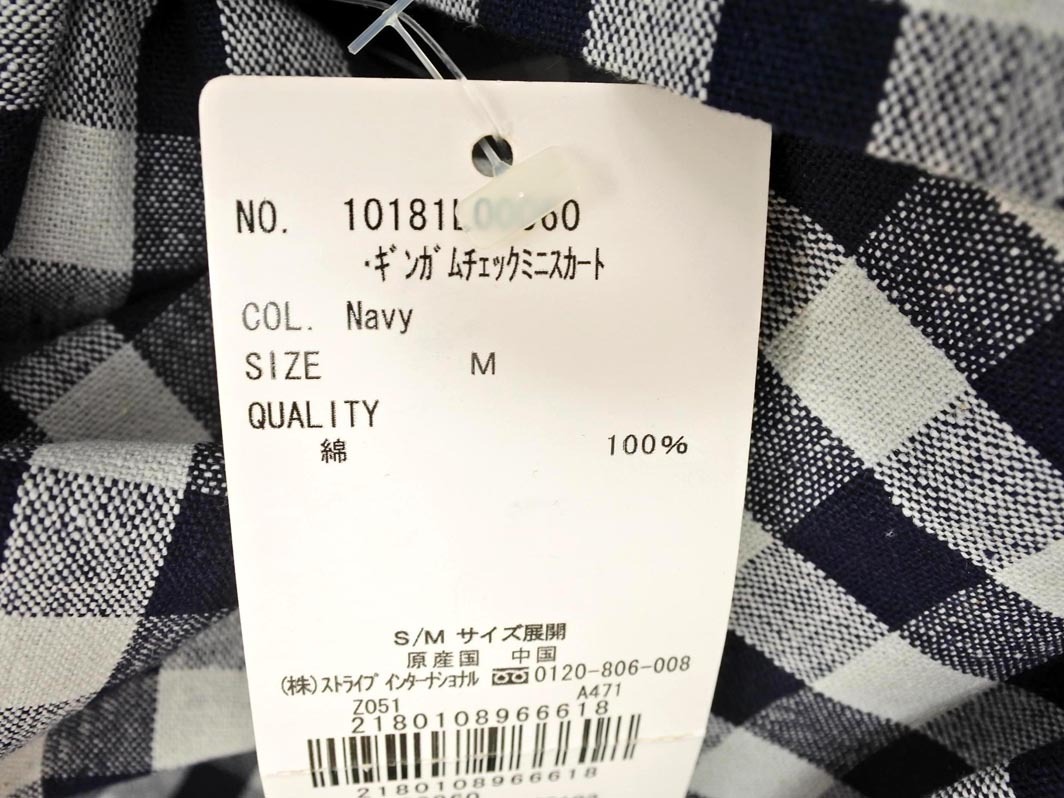 NO. 10181L00060
・ギンガムチェックミニスカート
COL. Navy
SIZE M
QUALITY
綿 100%
S/M サイズ展開
原産国 中国
(株)ストライプインターナショナル 0120-806-008
Z051 A471
2180108966618
2180108966618